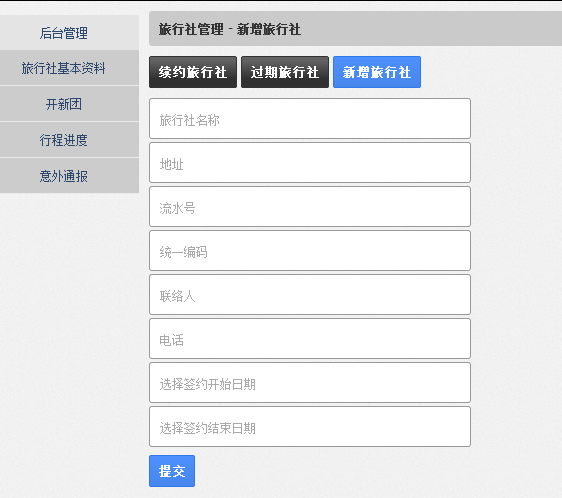 后台管理
旅行社基本资料
开新团
行程进度
意外通报
旅行社管理 - 新增旅行社
续约旅行社 过期旅行社 新增旅行社
旅行社名称
地址
流水号
统一编码
联络人
电话
选择签约开始日期
选择签约结束日期
提交